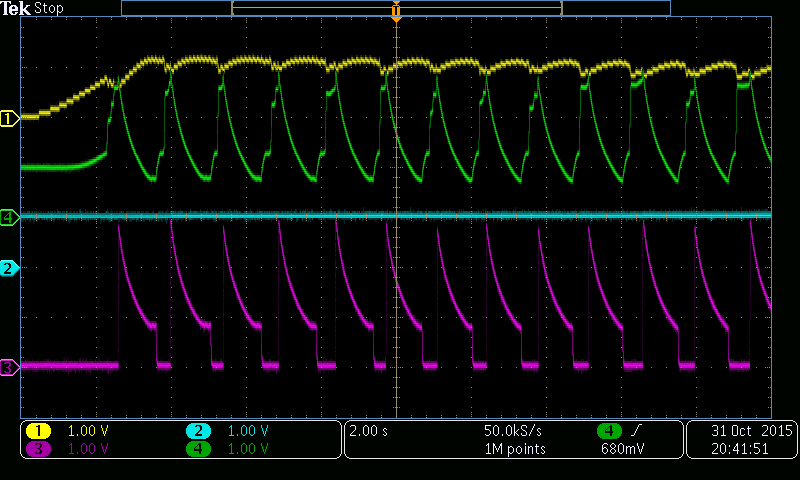 Tek Stop
T
1
4
2
3
1 1.00 V 2 1.00 V 2.00 s 50.0kS/s 4 31 Oct 2015
3 1.00 V 4 1.00 V 1M points 680mV 20:41:51